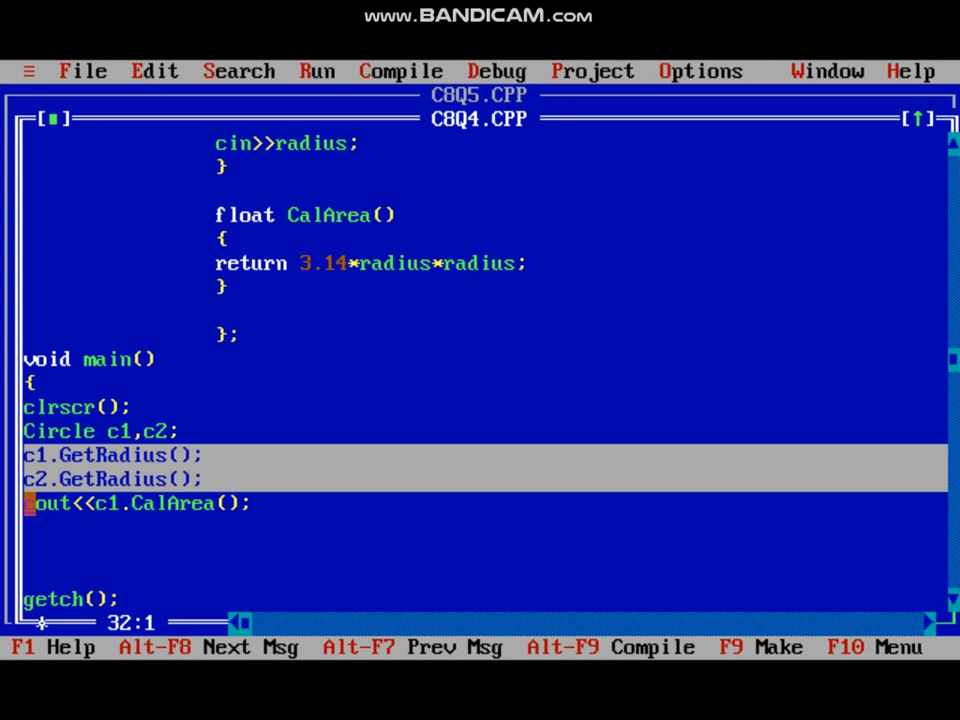 www.BANDICAM.com
≡ File Edit Search Run Compile Debug Project Options Window Help
C8Q5.CPP
[■] C8Q4.CPP [↑]
cin>>radius;
}
float CalArea()
{
return 3.14*radius*radius;
}
};
void main()
{
clrscr();
Circle c1,c2;
c1.GetRadius();
c2.GetRadius();
cout<<c1.CalArea();
getch();
32:1
F1 Help Alt-F8 Next Msg Alt-F7 Prev Msg Alt-F9 Compile F9 Make F10 Menu